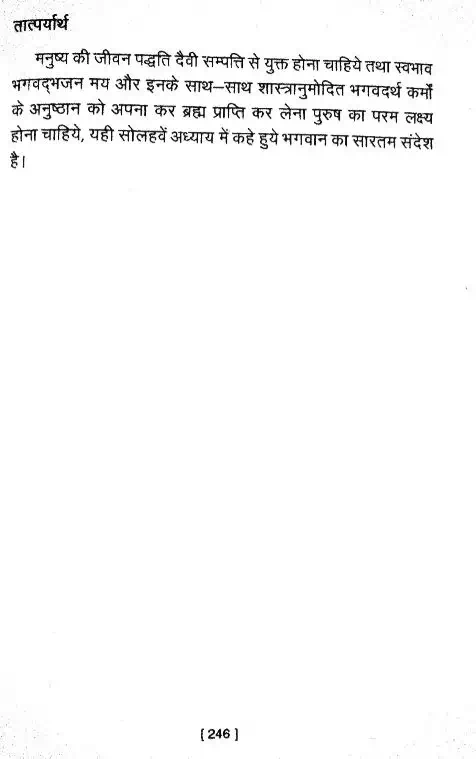 तात्पर्यार्थ
मनुष्य की जीवन पद्धति दैवी सम्पत्ति से युक्त होना चाहिये तथा स्वभाव
भगवद्भजन मय और इनके साथ–साथ शास्त्रानुमोदित भगवदर्थ कर्मों
के अनुष्ठान को अपना कर ब्रह्म प्राप्ति कर लेना पुरुष का परम लक्ष्य
होना चाहिये, यही सोलहवें अध्याय में कहे हुये भगवान का सारतम संदेश
है।
[ 246 ]